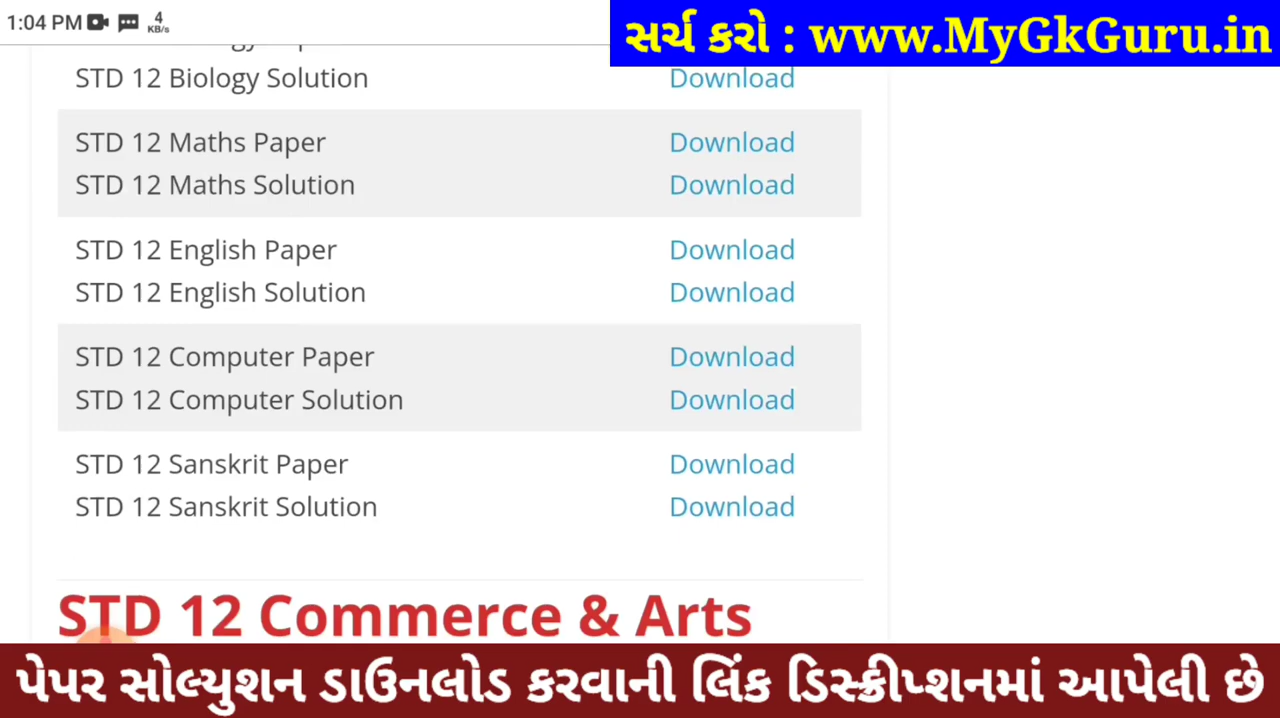 1:04 PM 4 KB/s
સર્ચ કરો : www.MyGkGuru.in
STD 12 Biology Solution Download
STD 12 Maths Paper Download
STD 12 Maths Solution Download
STD 12 English Paper Download
STD 12 English Solution Download
STD 12 Computer Paper Download
STD 12 Computer Solution Download
STD 12 Sanskrit Paper Download
STD 12 Sanskrit Solution Download
STD 12 Commerce & Arts
પેપર સોલ્યુશન ડાઉનલોડ કરવાની લિંક ડિસ્ક્રીપ્શનમાં આપેલી છે